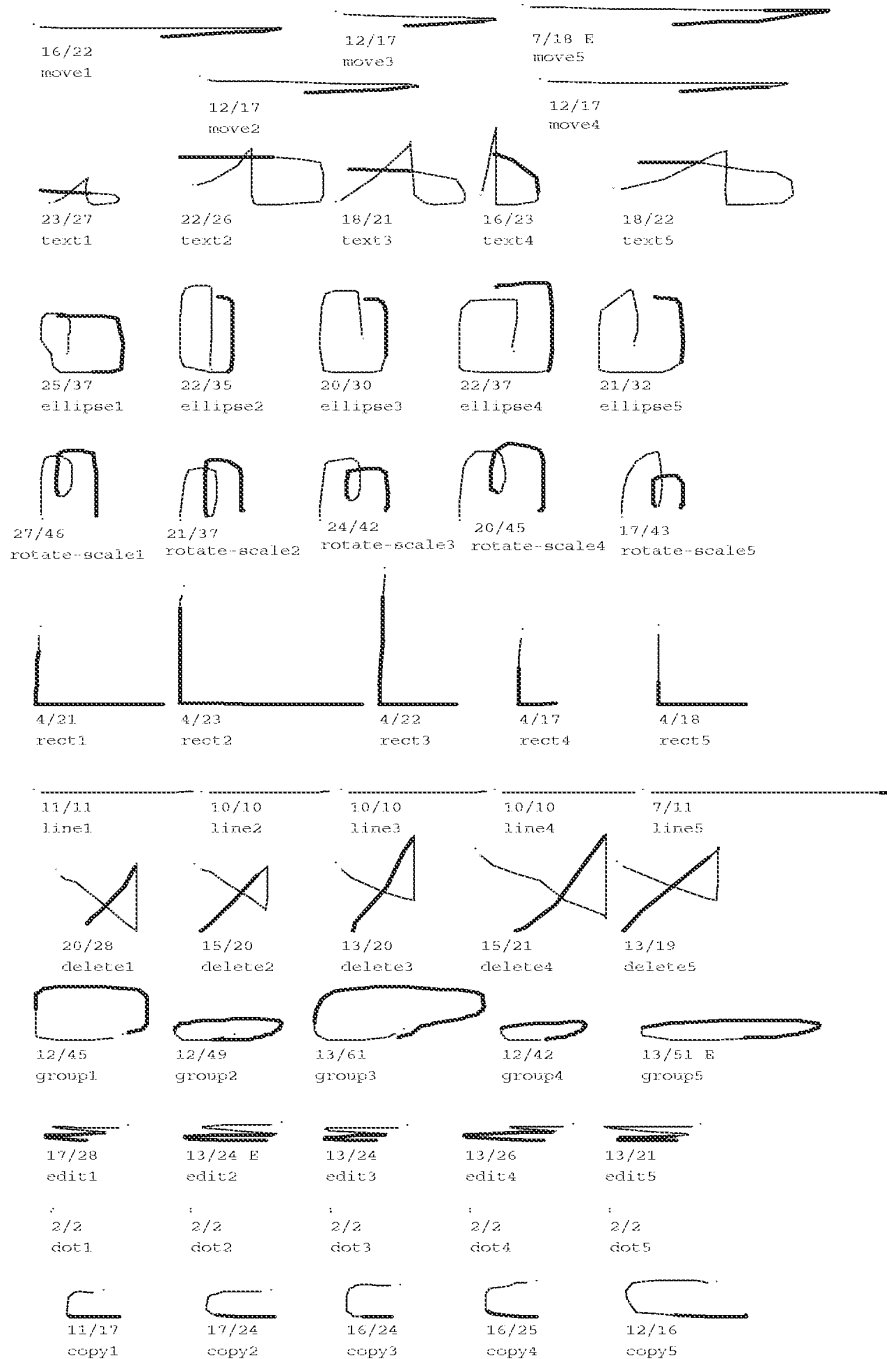 16/22 12/17 7/18 E
move1 move3 move5
12/17 12/17
move2 move4
23/27 22/26 18/21 16/23 18/22
text1 text2 text3 text4 text5
25/37 22/35 20/30 22/37 21/32
ellipse1 ellipse2 ellipse3 ellipse4 ellipse5
27/46 21/37 24/42 20/45 17/43
rotate-scale1 rotate-scale2 rotate-scale3 rotate-scale4 rotate-scale5
4/21 4/23 4/22 4/17 4/18
rect1 rect2 rect3 rect4 rect5
11/11 10/10 10/10 10/10 7/11
line1 line2 line3 line4 line5
20/28 15/20 13/20 15/21 13/19
delete1 delete2 delete3 delete4 delete5
12/45 12/49 13/61 12/42 13/51 E
group1 group2 group3 group4 group5
17/28 13/24 E 13/24 13/26 13/21
edit1 edit2 edit3 edit4 edit5
2/2 2/2 2/2 2/2 2/2
dot1 dot2 dot3 dot4 dot5
11/17 17/24 16/24 16/25 12/16
copy1 copy2 copy3 copy4 copy5